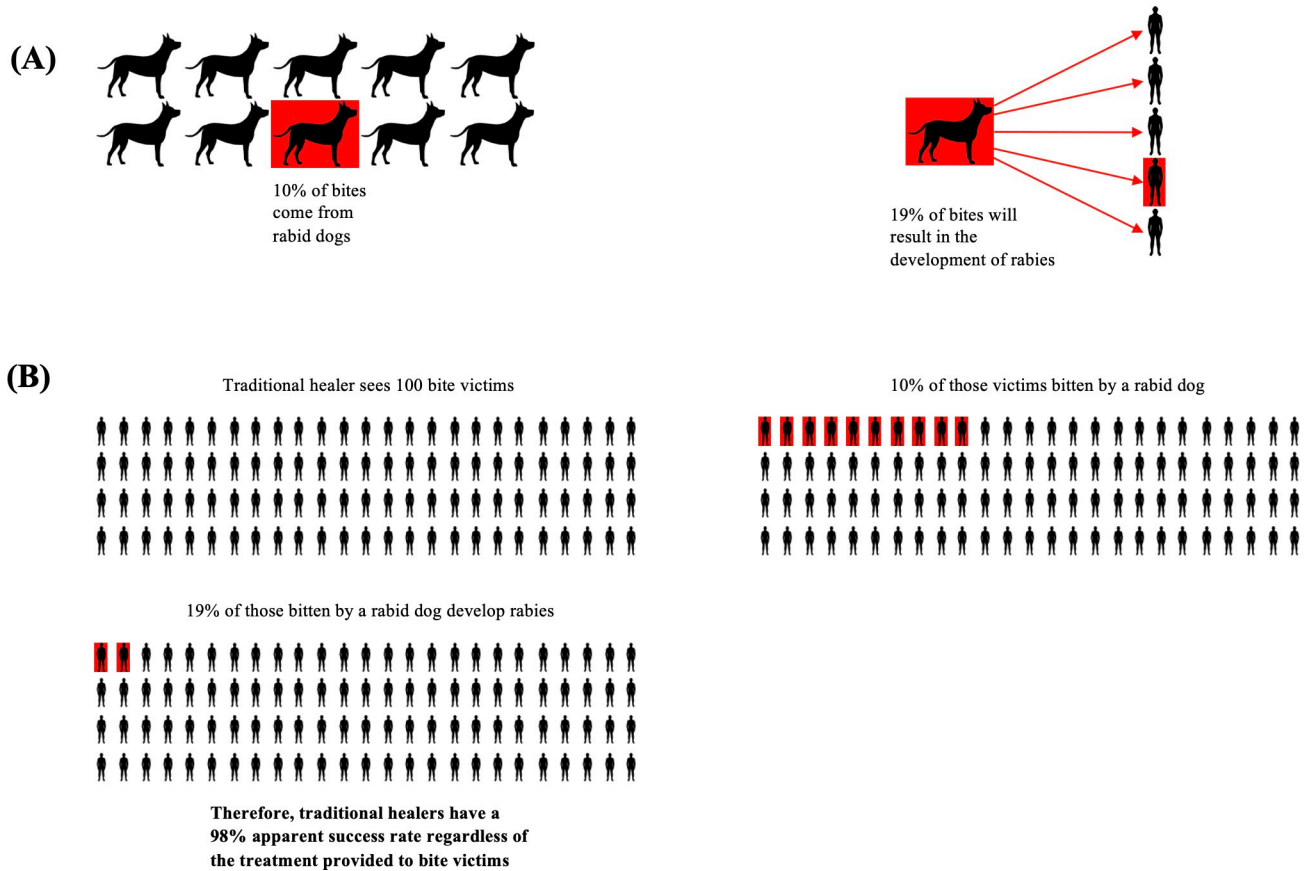 (A)
10% of bites
come from
rabid dogs
19% of bites will
result in the
development of rabies
(B)
Traditional healer sees 100 bite victims
10% of those victims bitten by a rabid dog
19% of those bitten by a rabid dog develop rabies
Therefore, traditional healers have a
98% apparent success rate regardless of
the treatment provided to bite victims